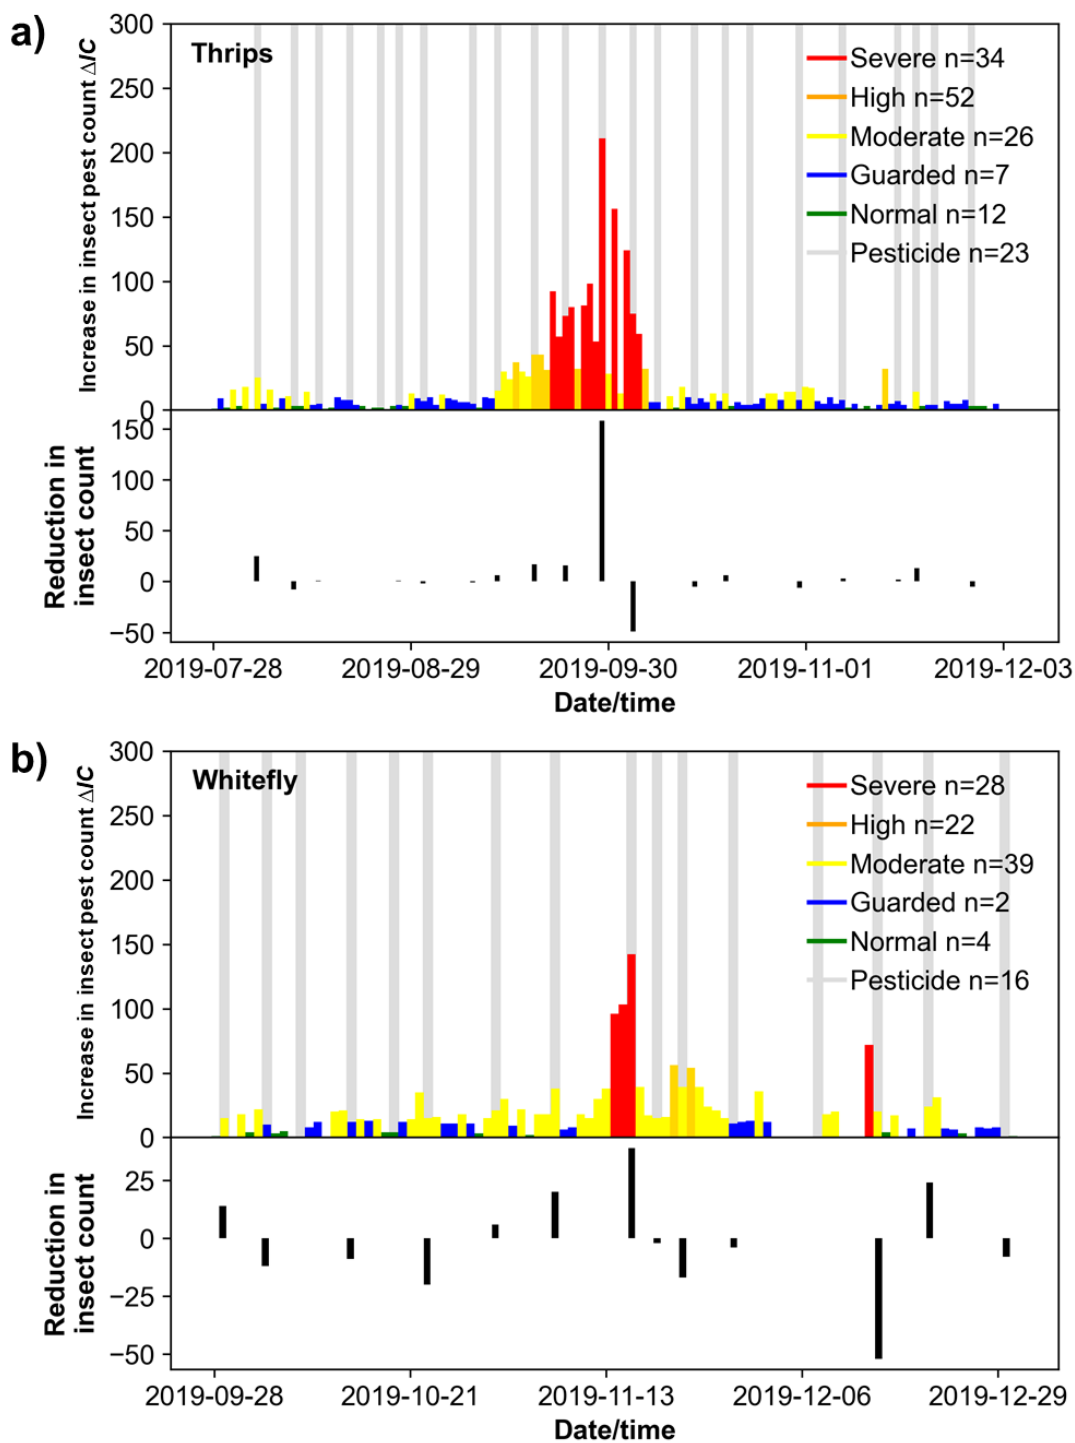 a)
Thrips
Increase in insect pest count ΔIC
300
250
200
150
100
50
0
Severe n=34
High n=52
Moderate n=26
Guarded n=7
Normal n=12
Pesticide n=23
Reduction in
insect count
150
100
50
0
−50
2019-07-28 2019-08-29 2019-09-30 2019-11-01 2019-12-03
Date/time
b)
Whitefly
Increase in insect pest count ΔIC
300
250
200
150
100
50
0
Severe n=28
High n=22
Moderate n=39
Guarded n=2
Normal n=4
Pesticide n=16
Reduction in
insect count
25
0
−25
−50
2019-09-28 2019-10-21 2019-11-13 2019-12-06 2019-12-29
Date/time